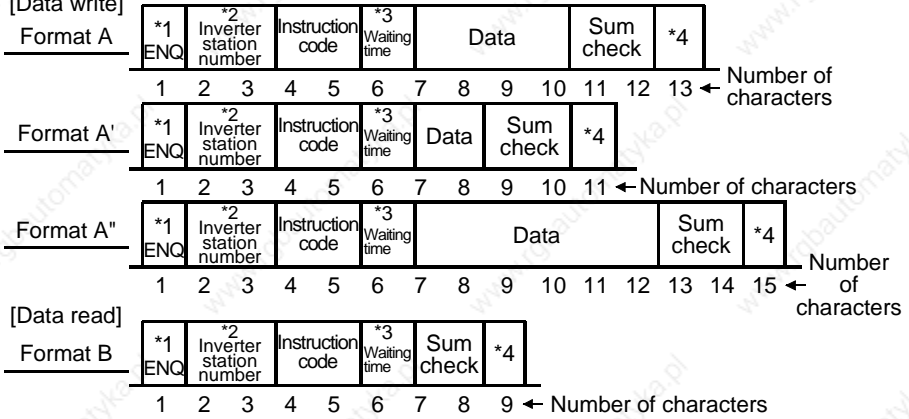 [Data write]
Format A
*1 ENQ
*2 Inverter station number
Instruction code
*3 Waiting time
Data
Sum check
*4
1 2 3 4 5 6 7 8 9 10 11 12 13
Number of characters
Format A'
*1 ENQ
*2 Inverter station number
Instruction code
*3 Waiting time
Data
Sum check
*4
1 2 3 4 5 6 7 8 9 10 11
Number of characters
Format A"
*1 ENQ
*2 Inverter station number
Instruction code
*3 Waiting time
Data
Sum check
*4
1 2 3 4 5 6 7 8 9 10 11 12 13 14 15
Number of characters
[Data read]
Format B
*1 ENQ
*2 Inverter station number
Instruction code
*3 Waiting time
Sum check
*4
1 2 3 4 5 6 7 8 9
Number of characters